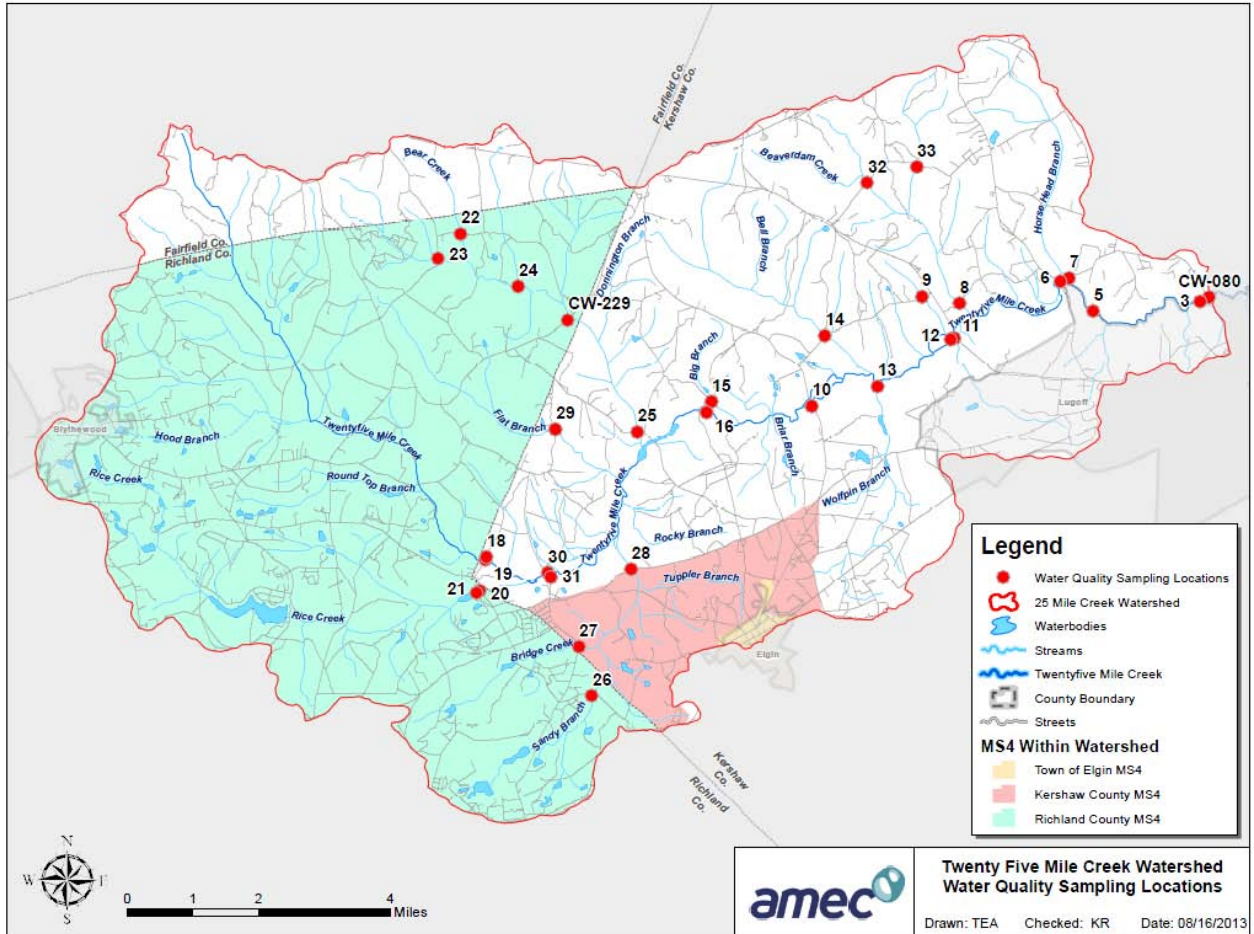 Fairfield Co.
Kershaw Co.
Bear Creek
Beaverdam Creek
32
33
Horse Head Branch
22
Fairfield Co.
Richland Co.
23
24
Donnington Branch
Bell Branch
CW-229
9
8
6
7
5
CW-080
3
Twentyfive Mile Creek
14
12
11
Big Branch
13
15
16
10
Lugoff
Flat Branch
29
25
Briar Branch
Blythewood
Hood Branch
Twentyfive Mile Creek
Rice Creek
Round Top Branch
Twentyfive Mile Creek
Wolfpin Branch
Rocky Branch
18
19
30
31
28
Tuppler Branch
21
20
Rice Creek
27
Bridge Creek
Elgin
26
Sandy Branch
Kershaw Co.
Richland Co.
Legend
Water Quality Sampling Locations
25 Mile Creek Watershed
Waterbodies
Streams
Twentyfive Mile Creek
County Boundary
Streets
MS4 Within Watershed
Town of Elgin MS4
Kershaw County MS4
Richland County MS4
N
W E
S
0 1 2 4
Miles
amec
Twenty Five Mile Creek Watershed
Water Quality Sampling Locations
Drawn: TEA Checked: KR Date: 08/16/2013